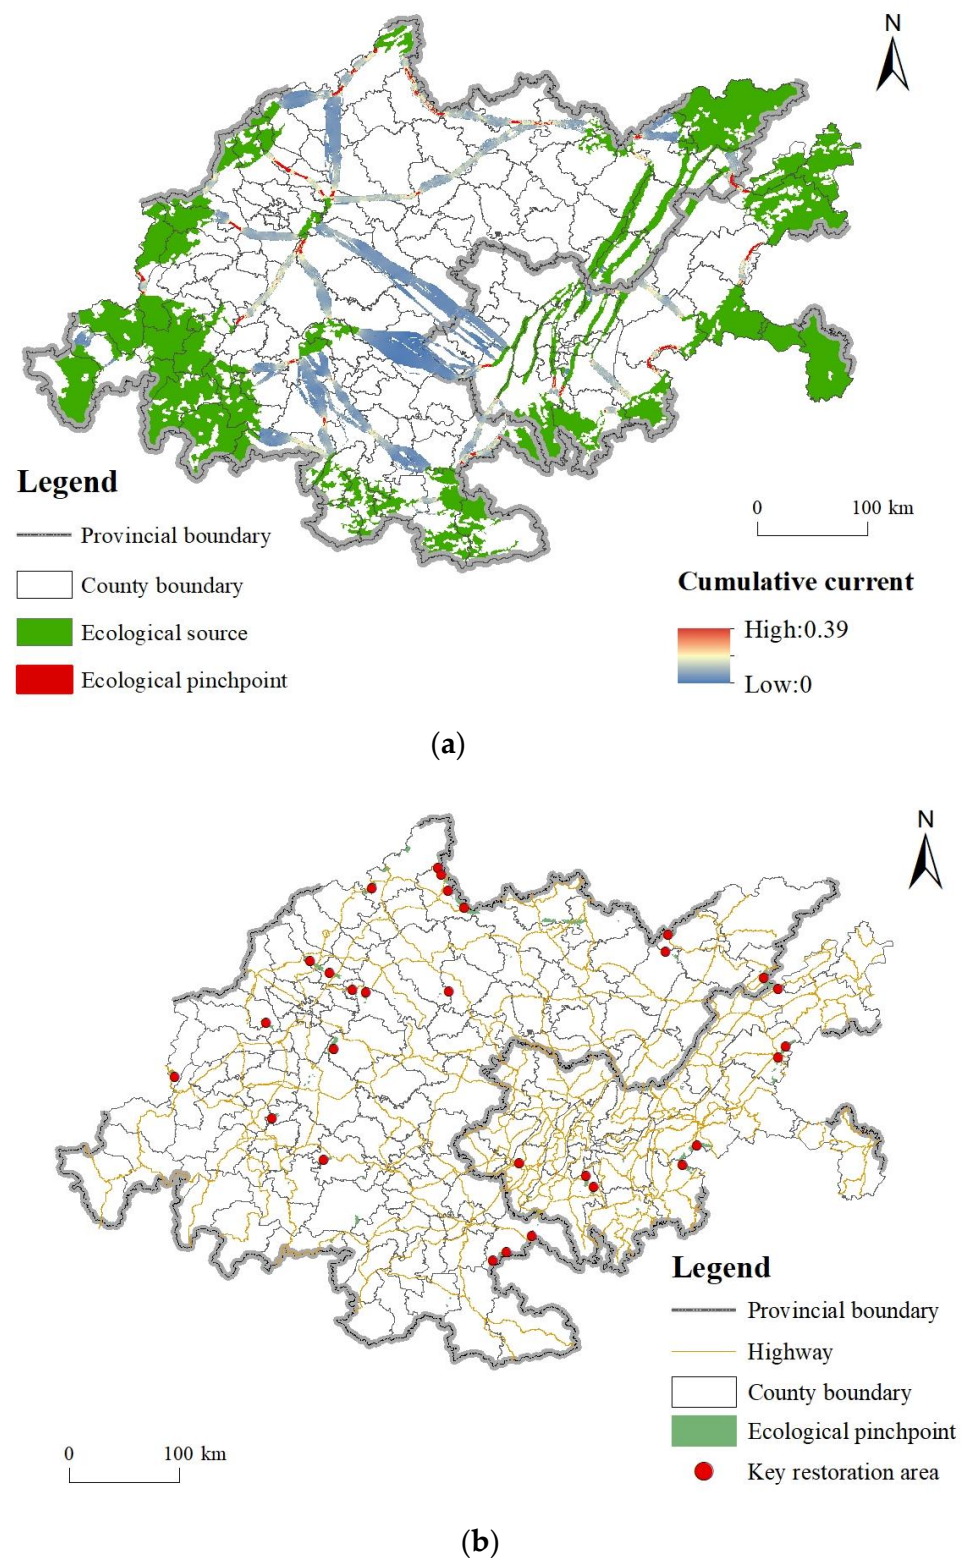 N
Legend
Provincial boundary
County boundary
Ecological source
Ecological pinchpoint
0 100 km
Cumulative current
High:0.39
Low:0
(a)
N
Legend
Provincial boundary
Highway
County boundary
Ecological pinchpoint
Key restoration area
0 100 km
(b)